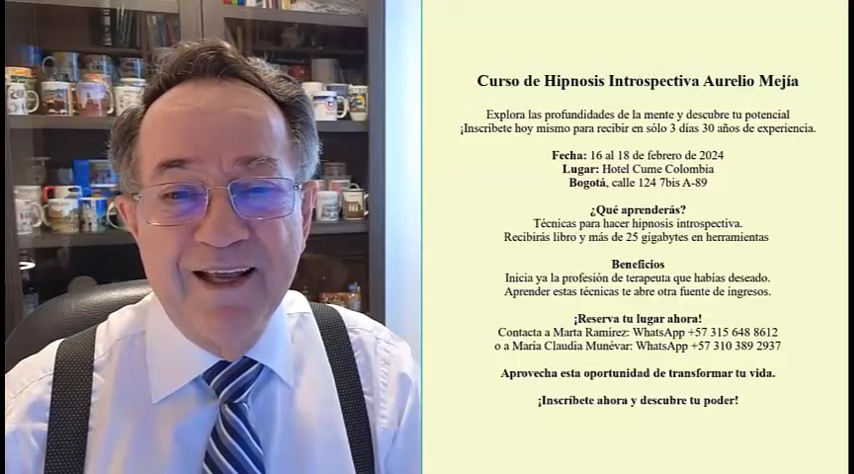 Curso de Hipnosis Introspectiva Aurelio Mejía
Explora las profundidades de la mente y descubre tu potencial
¡Inscríbete hoy mismo para recibir en sólo 3 días 30 años de experiencia.
Fecha: 16 al 18 de febrero de 2024
Lugar: Hotel Cume Colombia
Bogotá, calle 124 7bis A-89
¿Qué aprenderás?
Técnicas para hacer hipnosis introspectiva.
Recibirás libro y más de 25 gigabytes en herramientas
Beneficios
Inicia ya la profesión de terapeuta que habías deseado.
Aprender estas técnicas te abre otra fuente de ingresos.
¡Reserva tu lugar ahora!
Contacta a Marta Ramírez: WhatsApp +57 315 648 8612
o a María Claudia Munévar: WhatsApp +57 310 389 2937
Aprovecha esta oportunidad de transformar tu vida.
¡Inscríbete ahora y descubre tu poder!